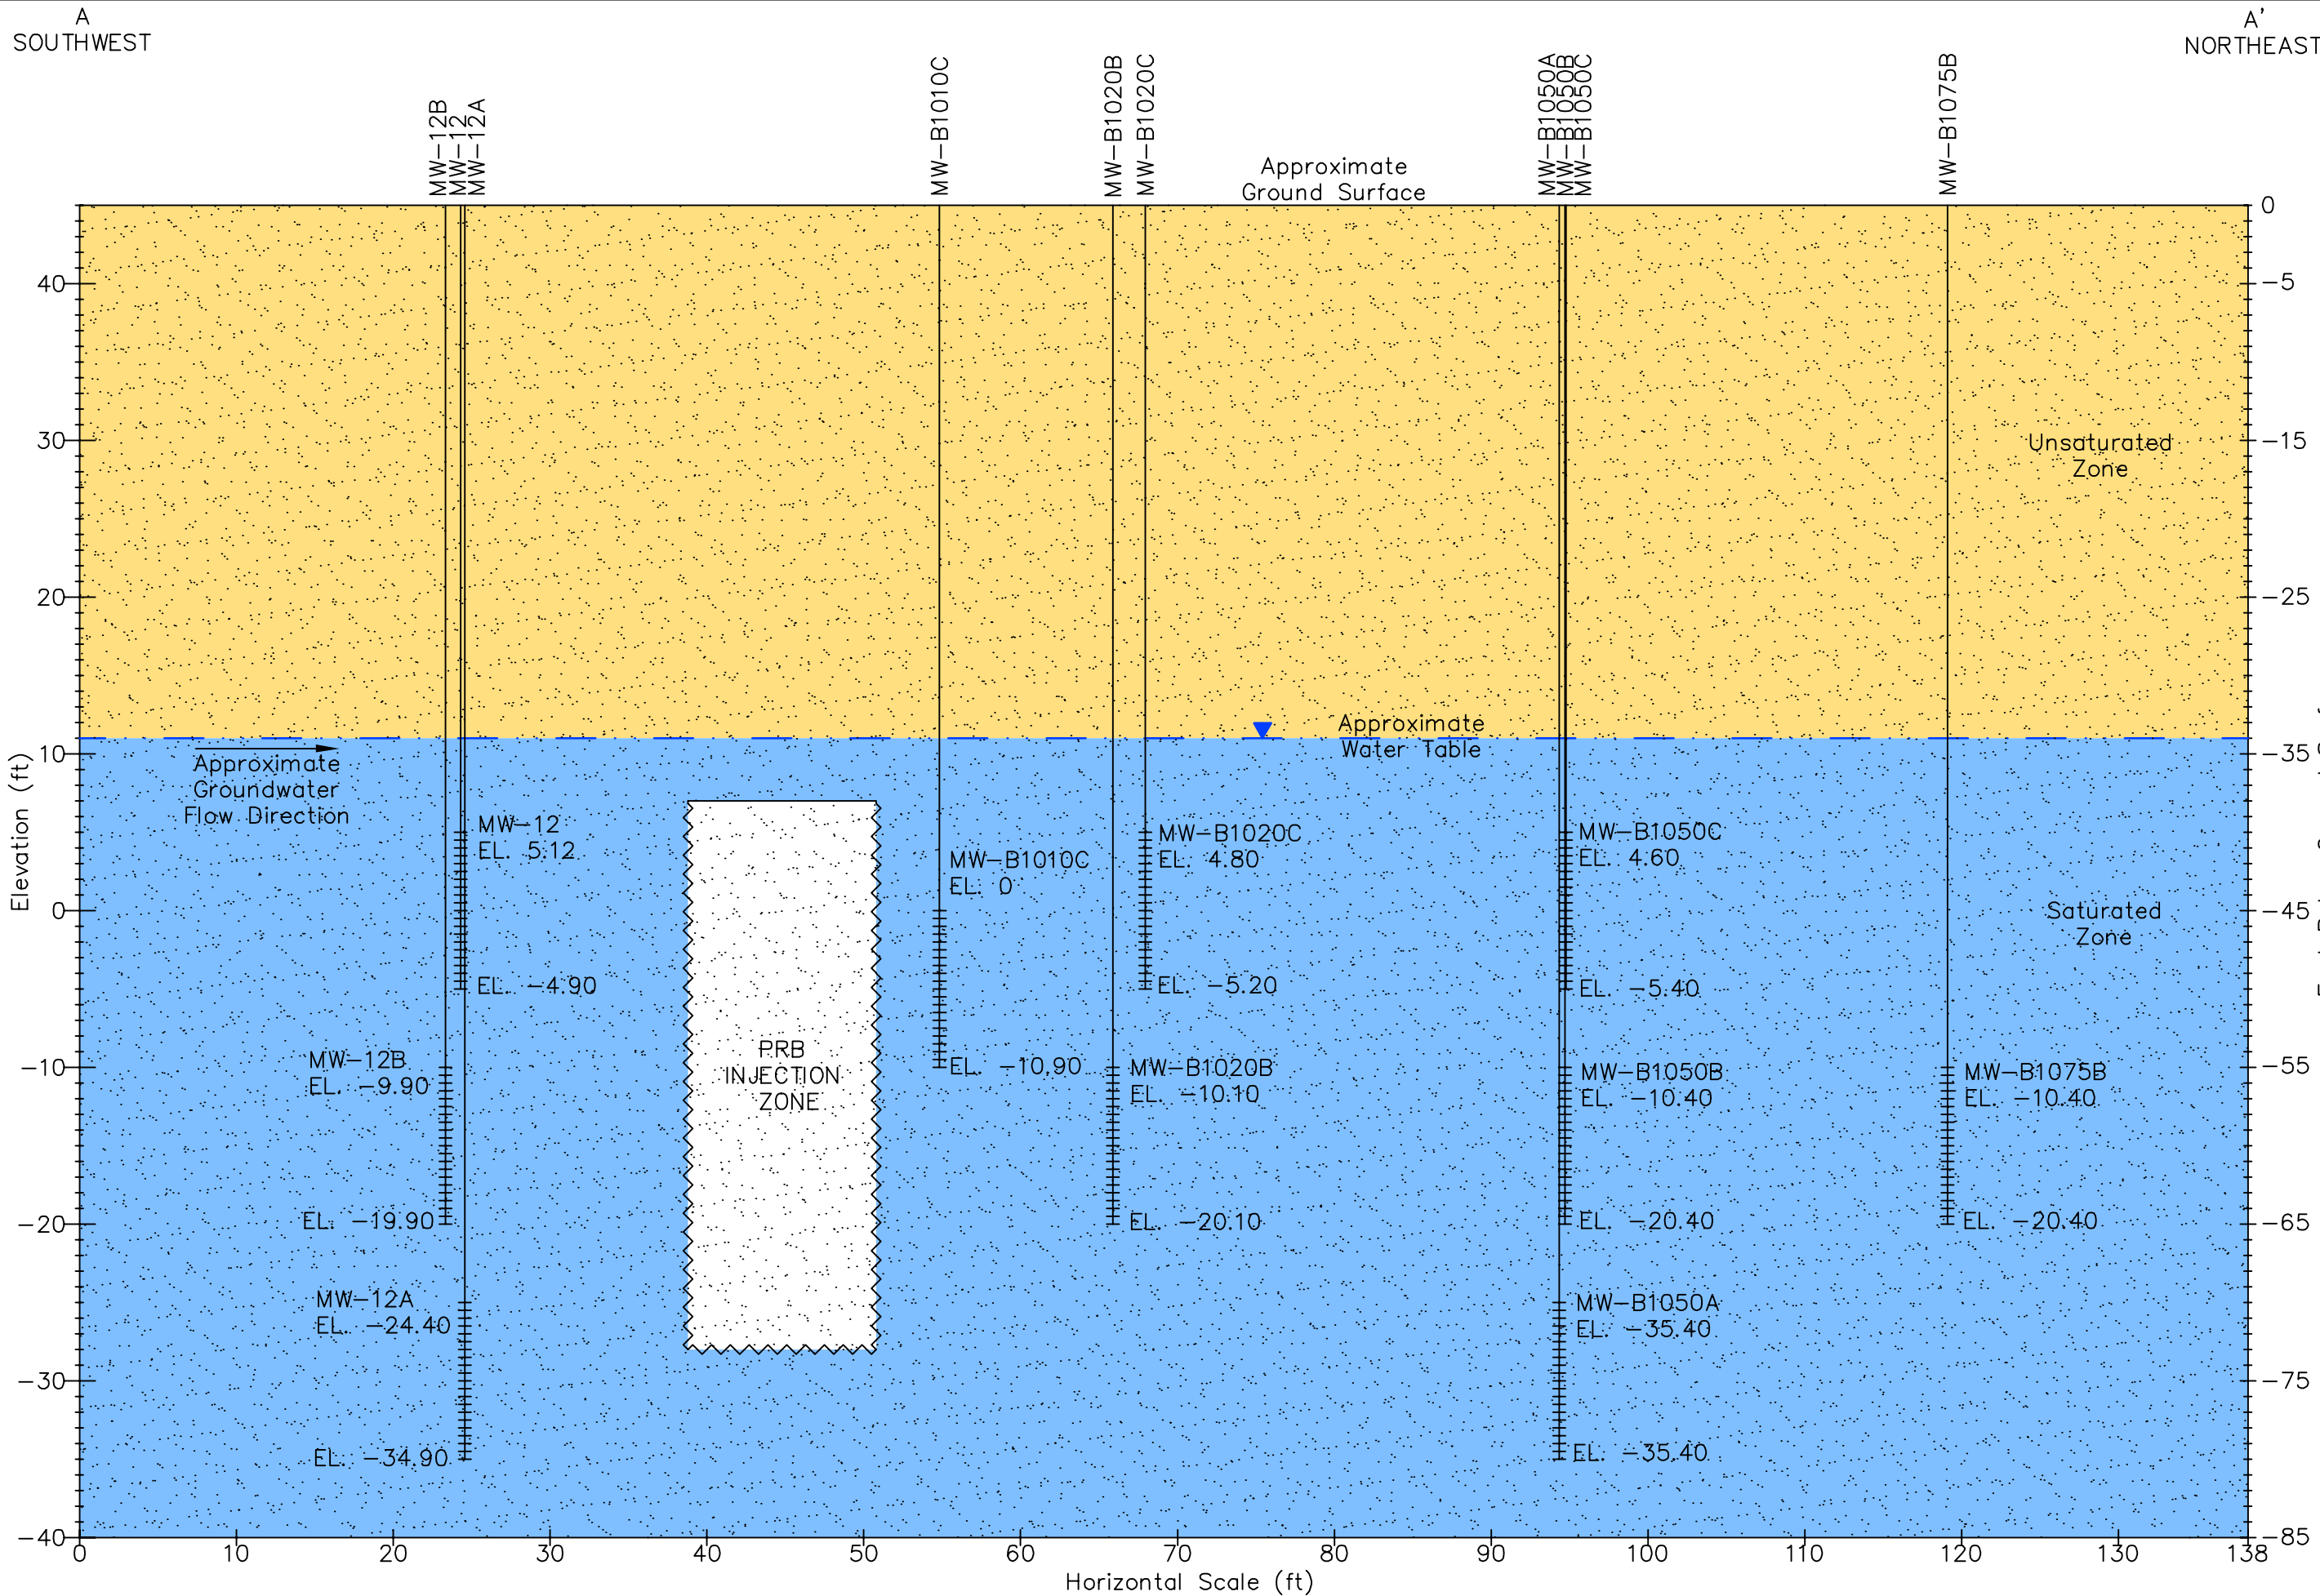 A
SOUTHWEST
A'
NORTHEAST
MW-12B
MW-12
MW-12A
MW-B1010C
MW-B1020B
MW-B1020C
MW-B1050A
MW-B1050B
MW-B1050C
MW-B1075B
Approximate
Ground Surface
40
30
20
10
0
-10
-20
-30
-40
Elevation (ft)
0
-5
-15
-25
-35
-45
-55
-65
-75
-85
Unsaturated
Zone
Approximate
Water Table
Approximate
Groundwater
Flow Direction
MW-12
EL. 5.12
EL. -4.90
MW-12B
EL. -9.90
EL. -19.90
MW-12A
EL. -24.40
EL. -34.90
PRB
INJECTION
ZONE
MW-B1010C
EL. 0
EL. -10.90
MW-B1020C
EL. 4.80
EL. -5.20
MW-B1020B
EL. -10.10
EL. -20.10
MW-B1050C
EL. 4.60
EL. -5.40
MW-B1050B
EL. -10.40
EL. -20.40
MW-B1050A
EL. -35.40
EL. -35.40
Saturated
Zone
MW-B1075B
EL. -10.40
EL. -20.40
0 10 20 30 40 50 60 70 80 90 100 110 120 130 138
Horizontal Scale (ft)